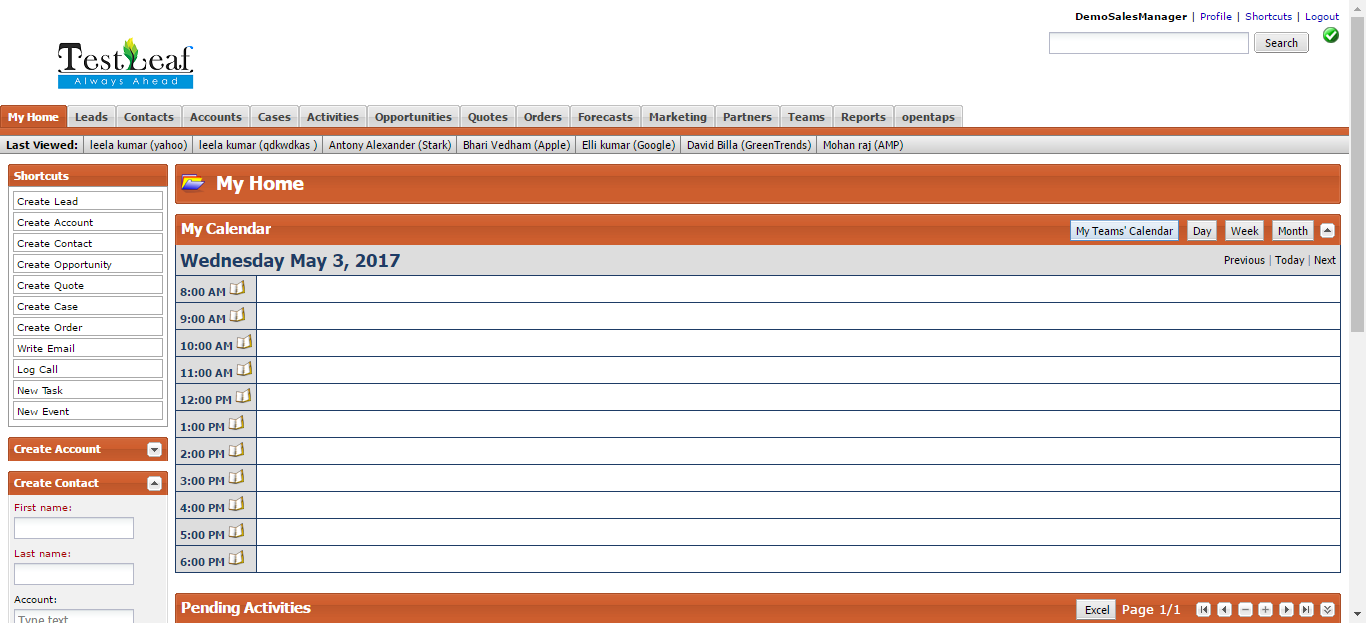 DemoSalesManager | Profile | Shortcuts | Logout
Search
TestLeaf
Always Ahead
My Home Leads Contacts Accounts Cases Activities Opportunities Quotes Orders Forecasts Marketing Partners Teams Reports opentaps
Last Viewed: leela kumar (yahoo) leela kumar (qdkwdkas ) Antony Alexander (Stark) Bhari Vedham (Apple) Elli kumar (Google) David Billa (GreenTrends) Mohan raj (AMP)
Shortcuts
Create Lead
Create Account
Create Contact
Create Opportunity
Create Quote
Create Case
Create Order
Write Email
Log Call
New Task
New Event
Create Account
Create Contact
First name:
Last name:
Account:
Type text
My Home
My Calendar My Teams' Calendar Day Week Month
Wednesday May 3, 2017 Previous | Today | Next
8:00 AM
9:00 AM
10:00 AM
11:00 AM
12:00 PM
1:00 PM
2:00 PM
3:00 PM
4:00 PM
5:00 PM
6:00 PM
Pending Activities Excel Page 1/1